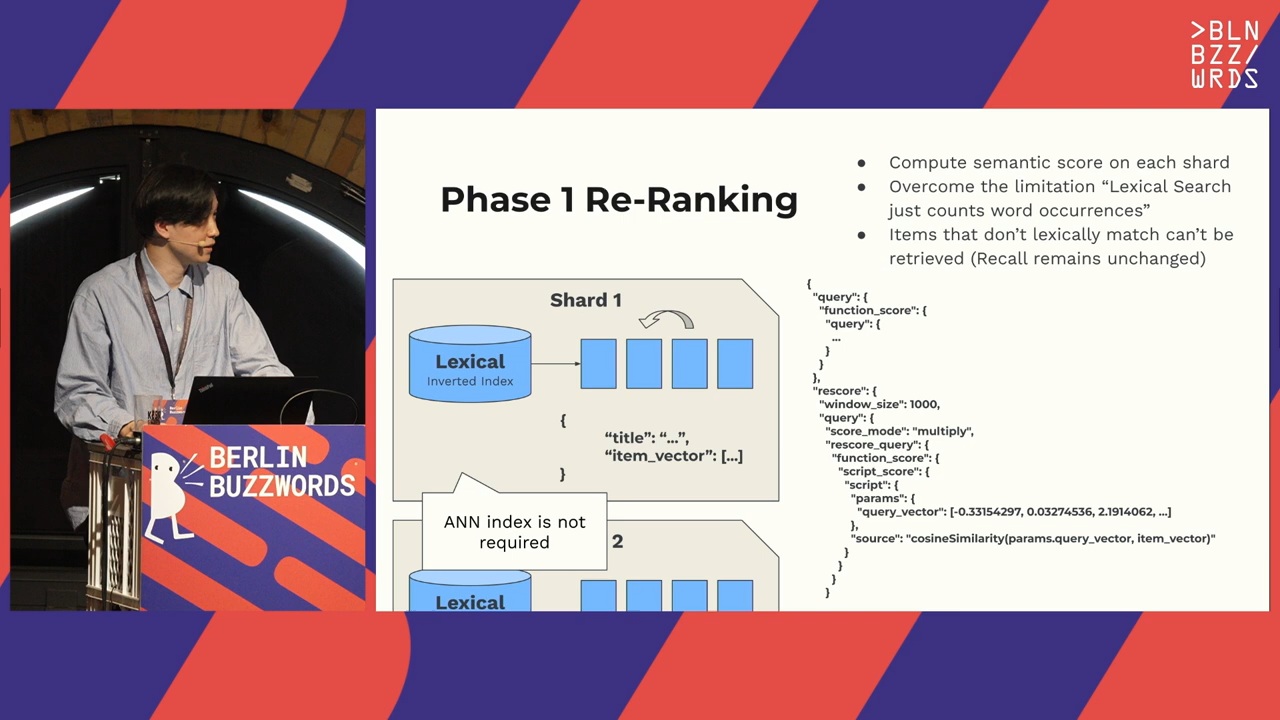 >BLN
BZZ/
WRDS
Phase 1 Re-Ranking
● Compute semantic score on each shard
● Overcome the limitation “Lexical Search
just counts word occurrences”
● Items that don’t lexically match can’t be
retrieved (Recall remains unchanged)
Shard 1
Lexical
Inverted Index
{
“title”: “...”,
“item_vector”: [...]
}
ANN index is not
required
2
Lexical
{
"query": {
"function_score": {
"query": {
...
}
}
},
"rescore": {
"window_size": 1000,
"query": {
"score_mode": "multiply",
"rescore_query": {
"function_score": {
"script_score": {
"script": {
"params": {
"query_vector": [-0.33154297, 0.03274536, 2.1914062, ...]
},
"source": "cosineSimilarity(params.query_vector, item_vector)"
}
}
}
}
BERLIN
BUZZWORDS